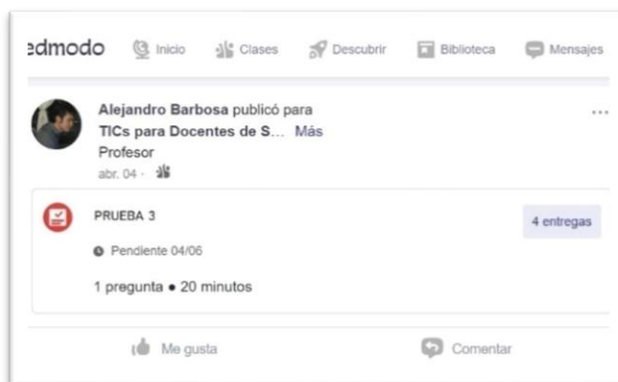 edmodo Inicio Clases Descubrir Biblioteca Mensajes
Alejandro Barbosa publicó para
TICs para Docentes de S... Más
Profesor
abr. 04 ·
PRUEBA 3
4 entregas
Pendiente 04/06
1 pregunta • 20 minutos
Me gusta Comentar